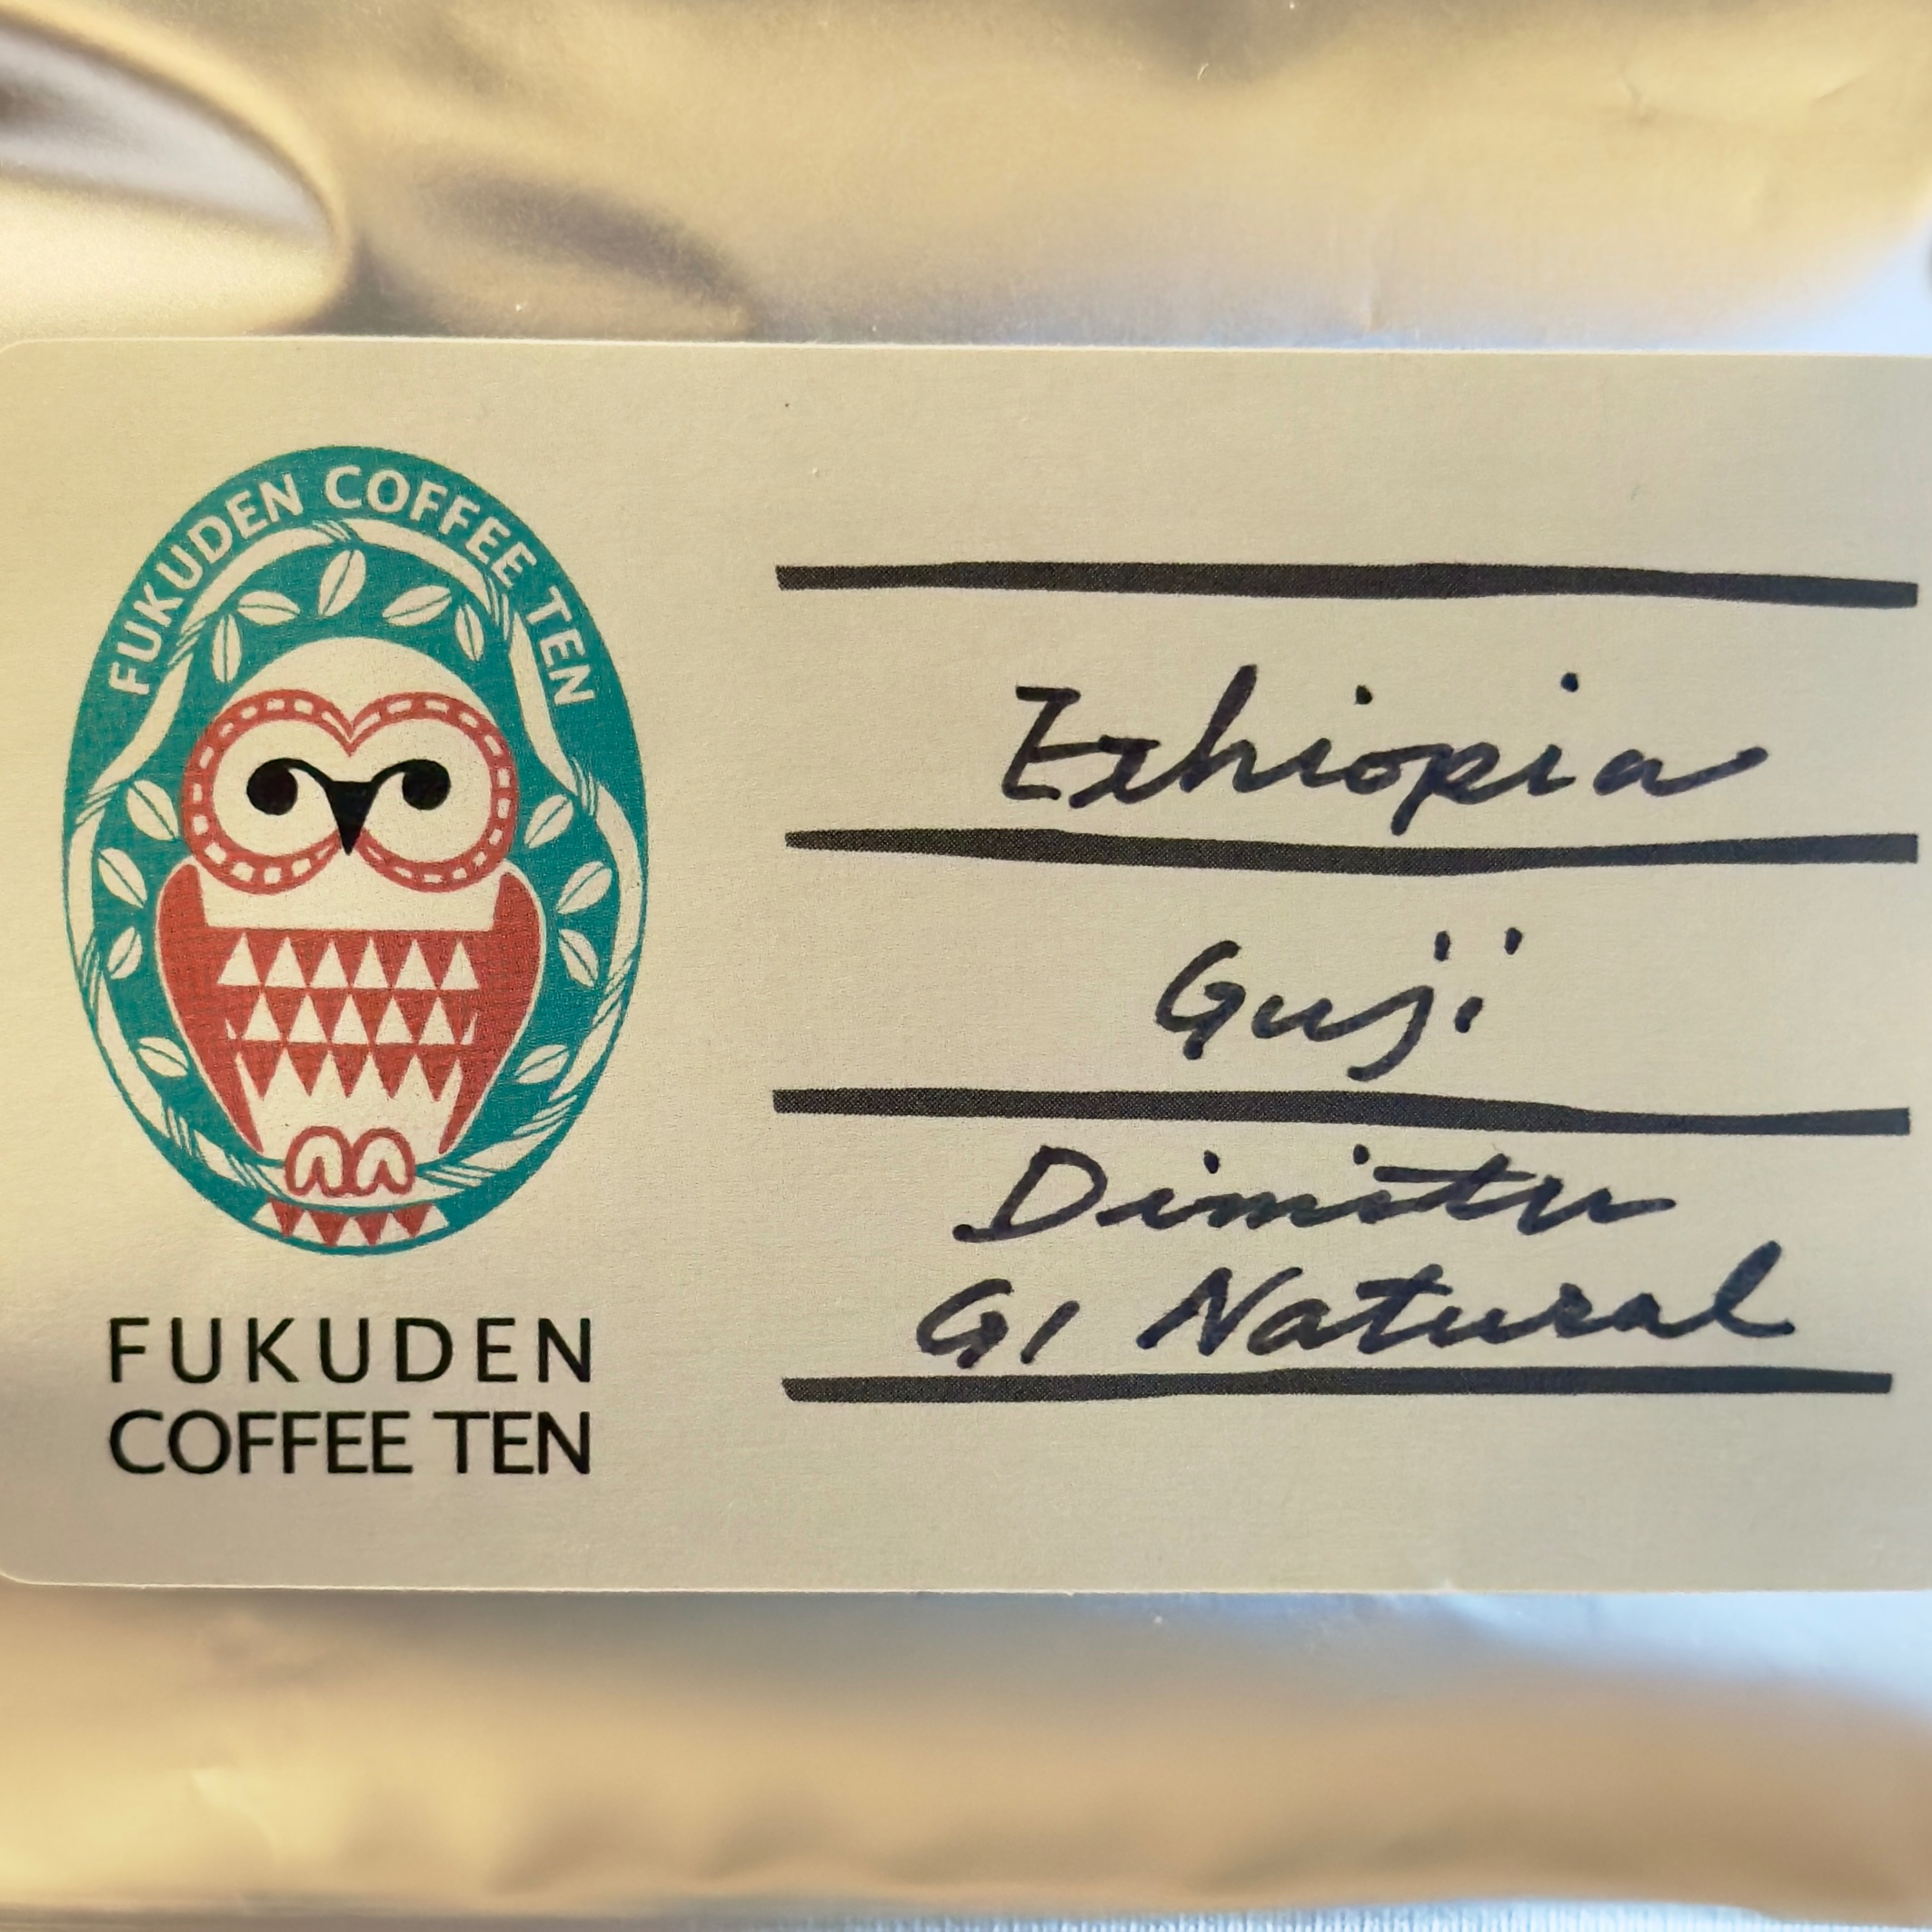 FUKUDEN COFFEE TEN
FUKUDEN
COFFEE TEN
Ethiopia
Guji
Dimitu
G1 Natural